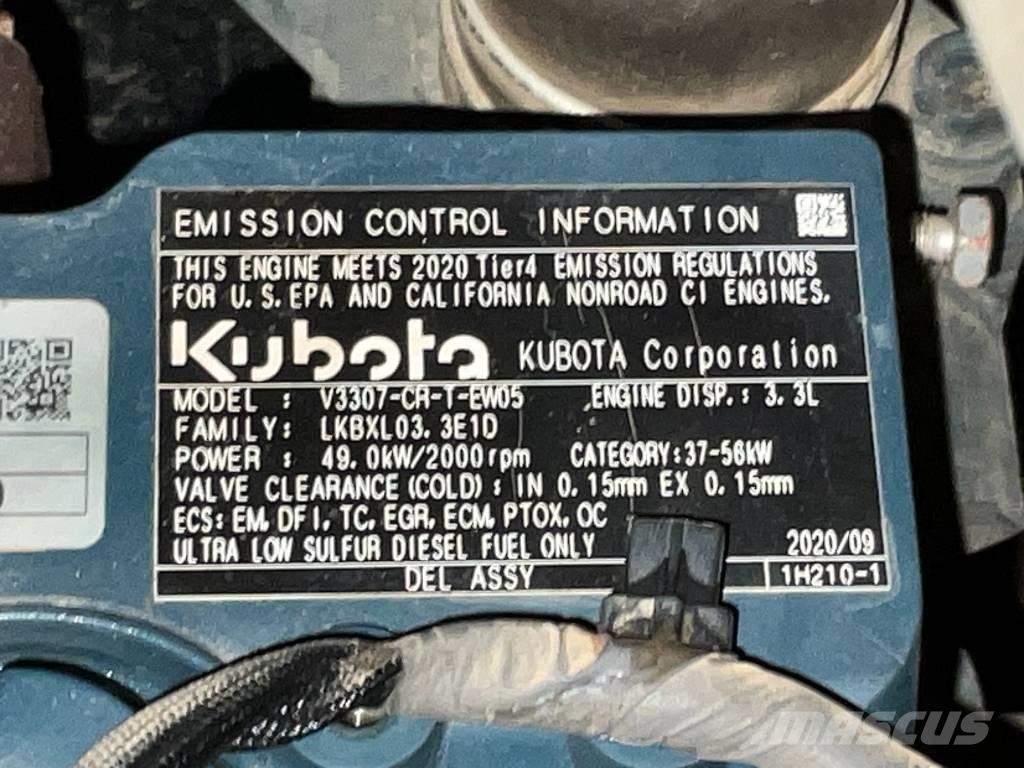 EMISSION CONTROL INFORMATION
THIS ENGINE MEETS 2020 Tier4 EMISSION REGULATIONS
FOR U.S.EPA AND CALIFORNIA NONROAD CI ENGINES.
Kubota KUBOTA Corporation
MODEL : V3307-CR-T-EW05 ENGINE DISP.: 3.3L
FAMILY: LKBXL03.3E1D
POWER : 49.0kW/2000rpm CATEGORY:37-56kW
VALVE CLEARANCE(COLD): IN 0.15mm EX 0.15mm
ECS: EM, DFI, TC, EGR, ECM, PTOX, OC
ULTRA LOW SULFUR DIESEL FUEL ONLY 2020/09
DEL ASSY 1H210-1
MASCUS